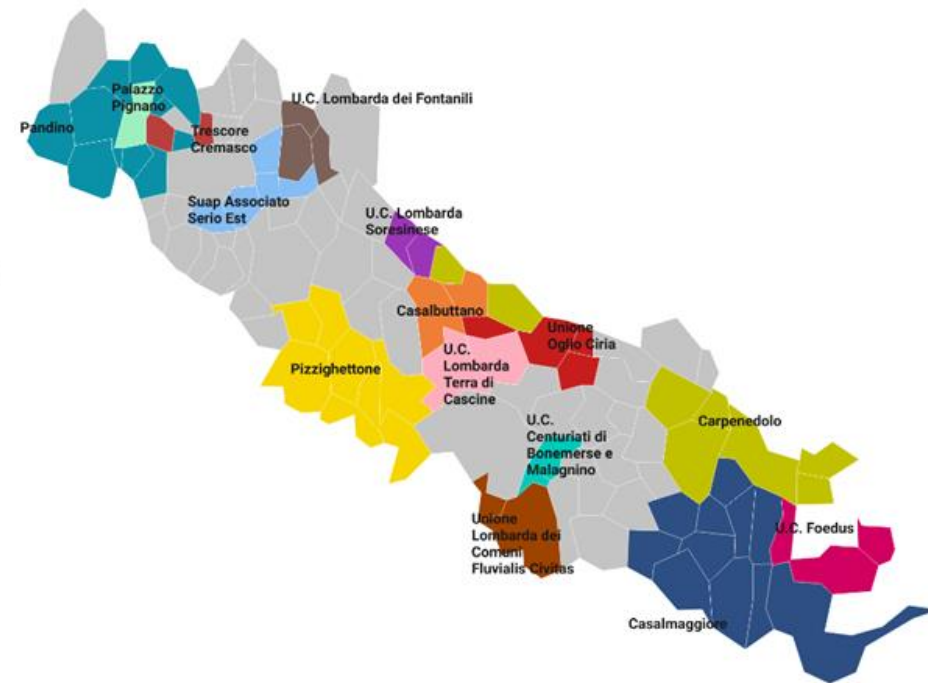 U.C. Lombarda dei Fontanili
Palazzo
Pignano
Pandino
Trescore
Cremasco
Suap Associato
Serio Est
U.C. Lombarda
Soresinese
Casalbuttano
Unione
Oglio Ciria
U.C.
Lombarda
Terra di
Cascine
Pizzighettone
U.C.
Centuriati di
Bonemerse e
Malagnino
Carpenedolo
Unione
Lombarda dei
Comuni
Fluvialis Civitas
U.C. Foedus
Casalmaggiore